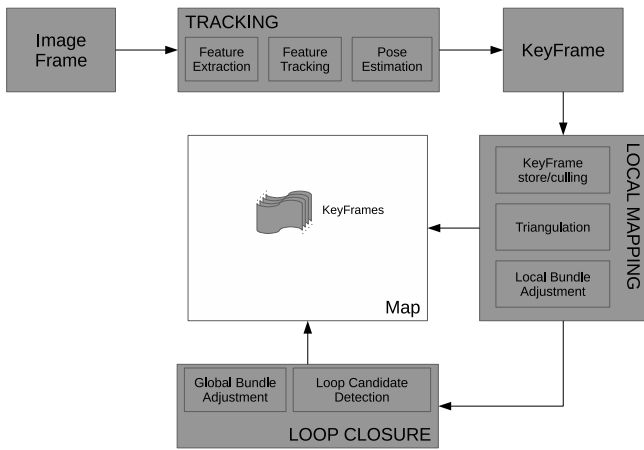 Image
Frame
TRACKING
Feature
Extraction
Feature
Tracking
Pose
Estimation
KeyFrame
LOCAL MAPPING
KeyFrame
store/culling
Triangulation
Local Bundle
Adjustment
KeyFrames
Map
Global Bundle
Adjustment
Loop Candidate
Detection
LOOP CLOSURE